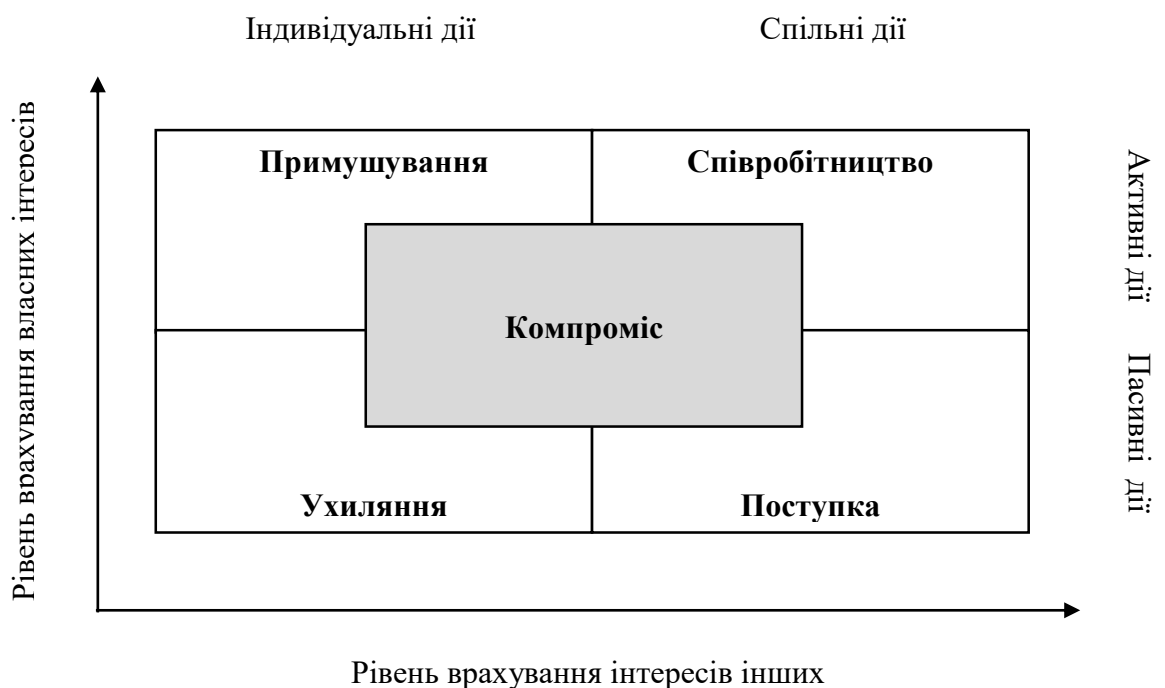 Індивідуальні дії
Спільні дії
Рівень врахування власних інтересів
Примушування
Співробітництво
Активні дії
Компроміс
Пасивні дії
Ухиляння
Поступка
Рівень врахування інтересів інших